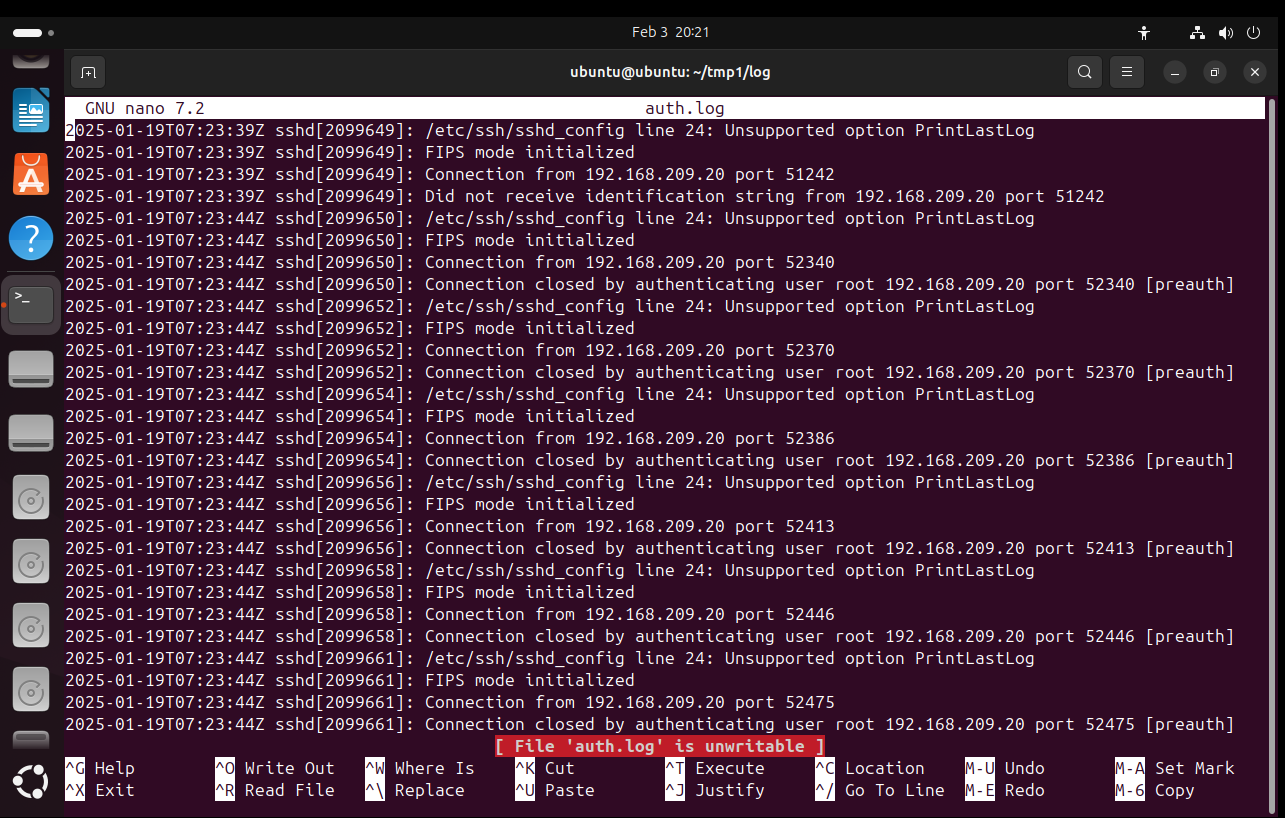 Feb 3 20:21
ubuntu@ubuntu: ~/tmp1/log
GNU nano 7.2 auth.log
2025-01-19T07:23:39Z sshd[2099649]: /etc/ssh/sshd_config line 24: Unsupported option PrintLastLog
2025-01-19T07:23:39Z sshd[2099649]: FIPS mode initialized
2025-01-19T07:23:39Z sshd[2099649]: Connection from 192.168.209.20 port 51242
2025-01-19T07:23:39Z sshd[2099649]: Did not receive identification string from 192.168.209.20 port 51242
2025-01-19T07:23:44Z sshd[2099650]: /etc/ssh/sshd_config line 24: Unsupported option PrintLastLog
2025-01-19T07:23:44Z sshd[2099650]: FIPS mode initialized
2025-01-19T07:23:44Z sshd[2099650]: Connection from 192.168.209.20 port 52340
2025-01-19T07:23:44Z sshd[2099650]: Connection closed by authenticating user root 192.168.209.20 port 52340 [preauth]
2025-01-19T07:23:44Z sshd[2099652]: /etc/ssh/sshd_config line 24: Unsupported option PrintLastLog
2025-01-19T07:23:44Z sshd[2099652]: FIPS mode initialized
2025-01-19T07:23:44Z sshd[2099652]: Connection from 192.168.209.20 port 52370
2025-01-19T07:23:44Z sshd[2099652]: Connection closed by authenticating user root 192.168.209.20 port 52370 [preauth]
2025-01-19T07:23:44Z sshd[2099654]: /etc/ssh/sshd_config line 24: Unsupported option PrintLastLog
2025-01-19T07:23:44Z sshd[2099654]: FIPS mode initialized
2025-01-19T07:23:44Z sshd[2099654]: Connection from 192.168.209.20 port 52386
2025-01-19T07:23:44Z sshd[2099654]: Connection closed by authenticating user root 192.168.209.20 port 52386 [preauth]
2025-01-19T07:23:44Z sshd[2099656]: /etc/ssh/sshd_config line 24: Unsupported option PrintLastLog
2025-01-19T07:23:44Z sshd[2099656]: FIPS mode initialized
2025-01-19T07:23:44Z sshd[2099656]: Connection from 192.168.209.20 port 52413
2025-01-19T07:23:44Z sshd[2099656]: Connection closed by authenticating user root 192.168.209.20 port 52413 [preauth]
2025-01-19T07:23:44Z sshd[2099658]: /etc/ssh/sshd_config line 24: Unsupported option PrintLastLog
2025-01-19T07:23:44Z sshd[2099658]: FIPS mode initialized
2025-01-19T07:23:44Z sshd[2099658]: Connection from 192.168.209.20 port 52446
2025-01-19T07:23:44Z sshd[2099658]: Connection closed by authenticating user root 192.168.209.20 port 52446 [preauth]
2025-01-19T07:23:44Z sshd[2099661]: /etc/ssh/sshd_config line 24: Unsupported option PrintLastLog
2025-01-19T07:23:44Z sshd[2099661]: FIPS mode initialized
2025-01-19T07:23:44Z sshd[2099661]: Connection from 192.168.209.20 port 52475
2025-01-19T07:23:44Z sshd[2099661]: Connection closed by authenticating user root 192.168.209.20 port 52475 [preauth]
[ File 'auth.log' is unwritable ]
^G Help ^O Write Out ^W Where Is ^K Cut ^T Execute ^C Location M-U Undo M-A Set Mark
^X Exit ^R Read File ^\ Replace ^U Paste ^J Justify ^/ Go To Line M-E Redo M-6 Copy